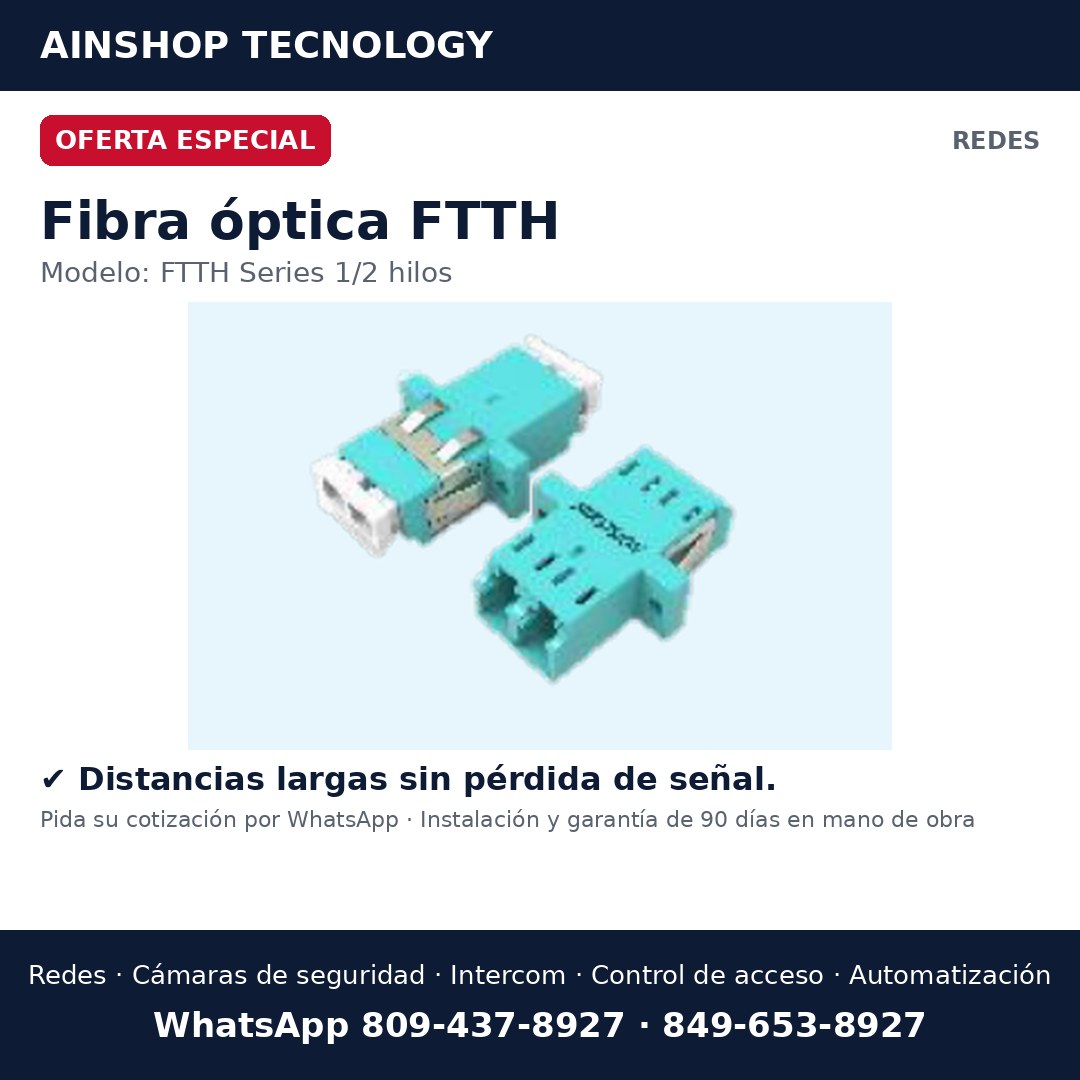 AINSHOP TECNOLOGY
OFERTA ESPECIAL
REDES
Fibra óptica FTTH
Modelo: FTTH Series 1/2 hilos
✔ Distancias largas sin pérdida de señal.
Pida su cotización por WhatsApp · Instalación y garantía de 90 días en mano de obra
Redes · Cámaras de seguridad · Intercom · Control de acceso · Automatización
WhatsApp 809-437-8927 · 849-653-8927